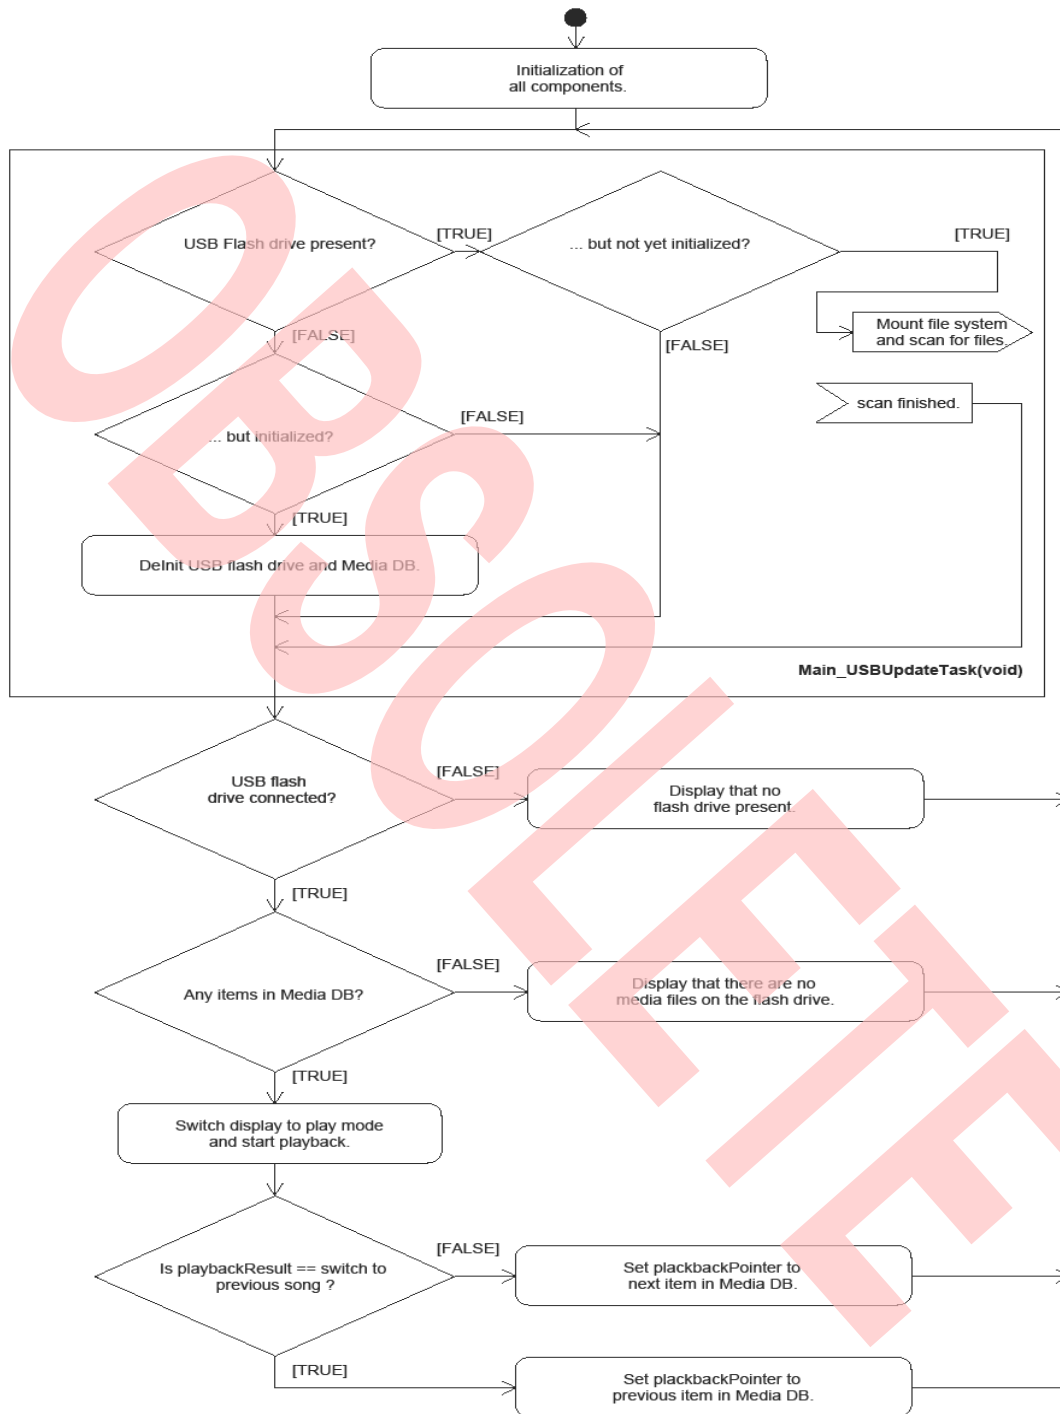 Initialization of
all components.
USB Flash drive present?
[TRUE]
... but not yet initialized?
[TRUE]
[FALSE]
[FALSE]
Mount file system
and scan for files.
scan finished.
... but initialized?
[FALSE]
[TRUE]
DeInit USB flash drive and Media DB.
Main_USBUpdateTask(void)
USB flash
drive connected?
[FALSE]
Display that no
flash drive present.
[TRUE]
Any items in Media DB?
[FALSE]
Display that there are no
media files on the flash drive.
[TRUE]
Switch display to play mode
and start playback.
Is playbackResult == switch to
previous song ?
[FALSE]
Set plackbackPointer to
next item in Media DB.
[TRUE]
Set plackbackPointer to
previous item in Media DB.
OBSOLETE